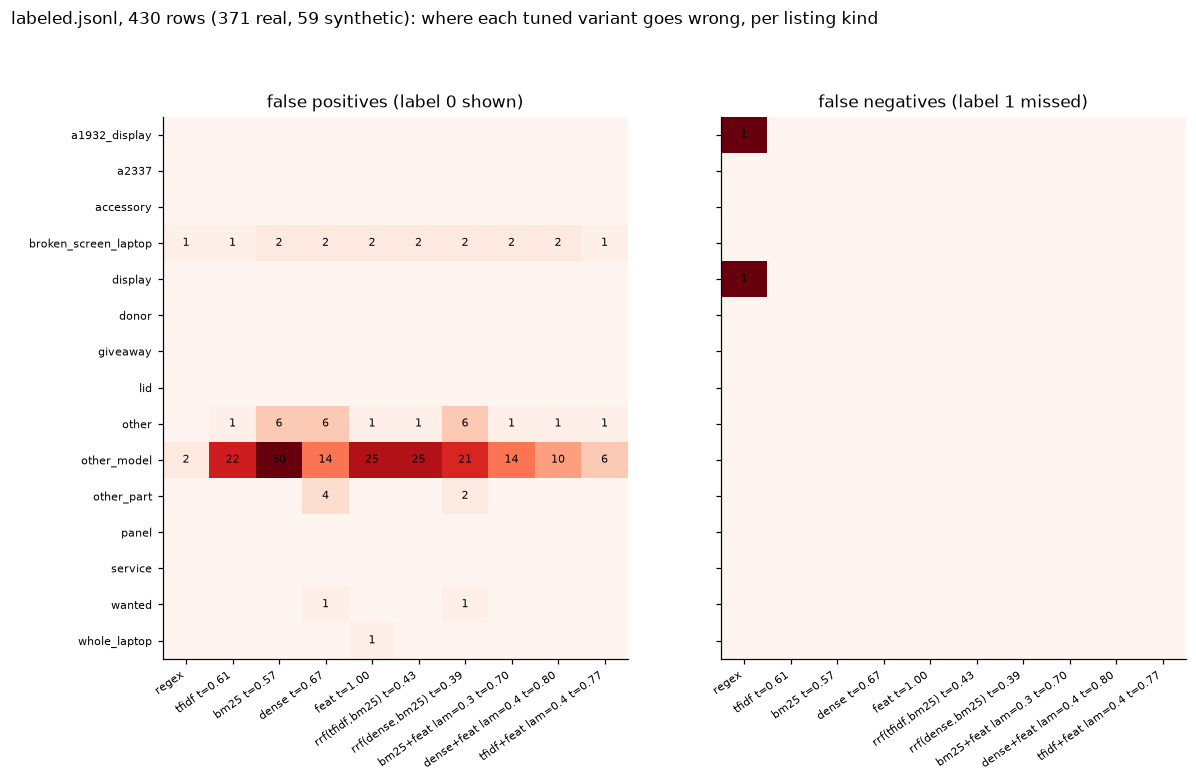 labeled.jsonl, 430 rows (371 real, 59 synthetic): where each tuned variant goes wrong, per listing kind
false positives (label 0 shown)
false negatives (label 1 missed)
a1932_display 1
a2337
accessory
broken_screen_laptop 1 1 2 2 2 2 2 2 2 1
display 1
donor
giveaway
lid
other 1 6 6 1 1 6 1 1 1
other_model 2 22 30 14 25 25 21 14 10 6
other_part 4 2
panel
service
wanted 1 1
whole_laptop 1
regex
tfidf t=0.61
bm25 t=0.57
dense t=0.67
feat t=1.00
rrf(tfidf,bm25) t=0.43
rrf(dense,bm25) t=0.39
bm25+feat lam=0.3 t=0.70
dense+feat lam=0.4 t=0.80
tfidf+feat lam=0.4 t=0.77
regex
tfidf t=0.61
bm25 t=0.57
dense t=0.67
feat t=1.00
rrf(tfidf,bm25) t=0.43
rrf(dense,bm25) t=0.39
bm25+feat lam=0.3 t=0.70
dense+feat lam=0.4 t=0.80
tfidf+feat lam=0.4 t=0.77